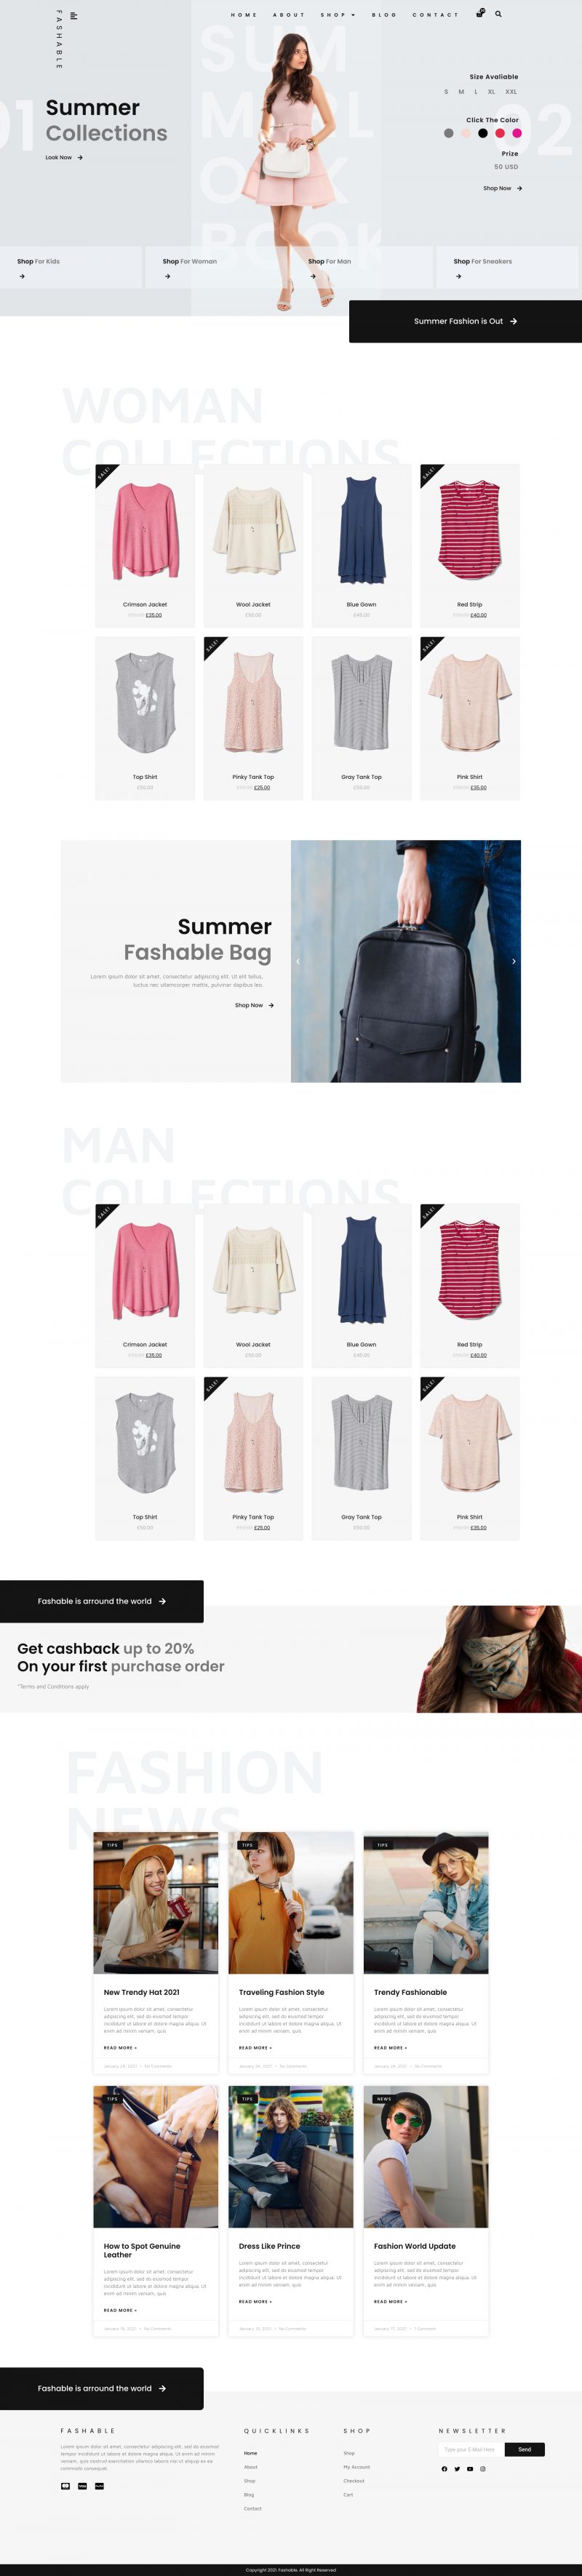 FASHABLE
HOME ABOUT SHOP BLOG CONTACT
SUM
MER L
OOK
BOOK
01
Summer
Collections
Look Now
02
Size Avaliable
S M L XL XXL
Click The Color
Prize
50 USD
Shop Now
Shop For Kids
Shop For Woman
Shop For Man
Shop For Sneakers
Summer Fashion is Out
WOMAN
COLLECTIONS
SALE!
SALE!
Crimson Jacket
£35.00
Wool Jacket
£50.00
Blue Gown
£45.00
Red Strip
£40.00
SALE!
SALE!
Top Shirt
£50.00
Pinky Tank Top
£25.00
Gray Tank Top
£50.00
Pink Shirt
£35.00
Summer
Fashable Bag
Lorem ipsum dolor sit amet, consectetur adipiscing elit. Ut elit tellus,
luctus nec ullamcorper mattis, pulvinar dapibus leo.
Shop Now
MAN
COLLECTIONS
SALE!
SALE!
Crimson Jacket
£35.00
Wool Jacket
£50.00
Blue Gown
£45.00
Red Strip
£40.00
SALE!
SALE!
Top Shirt
£50.00
Pinky Tank Top
£25.00
Gray Tank Top
£50.00
Pink Shirt
£35.00
Fashable is arround the world
Get cashback up to 20%
On your first purchase order
*Terms and Conditions apply
FASHION
NEWS
TIPS
New Trendy Hat 2021
Lorem ipsum dolor sit amet, consectetur
adipiscing elit, sed do eiusmod tempor
incididunt ut labore et dolore magna aliqua. Ut
enim ad minim veniam, quis
READ MORE »
January 24, 2021 • No Comments
TIPS
Traveling Fashion Style
Lorem ipsum dolor sit amet, consectetur
adipiscing elit, sed do eiusmod tempor
incididunt ut labore et dolore magna aliqua. Ut
enim ad minim veniam, quis
READ MORE »
January 24, 2021 • No Comments
TIPS
Trendy Fashionable
Lorem ipsum dolor sit amet, consectetur
adipiscing elit, sed do eiusmod tempor
incididunt ut labore et dolore magna aliqua. Ut
enim ad minim veniam, quis
READ MORE »
January 24, 2021 • No Comments
TIPS
How to Spot Genuine
Leather
Lorem ipsum dolor sit amet, consectetur
adipiscing elit, sed do eiusmod tempor
incididunt ut labore et dolore magna aliqua. Ut
enim ad minim veniam, quis
READ MORE »
January 19, 2021 • No Comments
TIPS
Dress Like Prince
Lorem ipsum dolor sit amet, consectetur
adipiscing elit, sed do eiusmod tempor
incididunt ut labore et dolore magna aliqua. Ut
enim ad minim veniam, quis
READ MORE »
No Comments
NEWS
Fashion World Update
Lorem ipsum dolor sit amet, consectetur
adipiscing elit, sed do eiusmod tempor
incididunt ut labore et dolore magna aliqua. Ut
enim ad minim veniam, quis
READ MORE »
January 17, 2021 • 1 Comment
Fashable is arround the world
FASHABLE
Lorem ipsum dolor sit amet, consectetur adipiscing elit, sed do eiusmod
tempor incididunt ut labore et dolore magna aliqua. Ut enim ad minim
veniam, quis nostrud exercitation ullamco laboris nisi ut aliquip ex ea
commodo consequat.
QUICKLINKS
Home
About
Shop
Blog
Contact
SHOP
Shop
My Account
Checkout
Cart
NEWSLETTER
Type your E-Mail Here
Send
Copyright 2021. Fashable. All Right Reserved